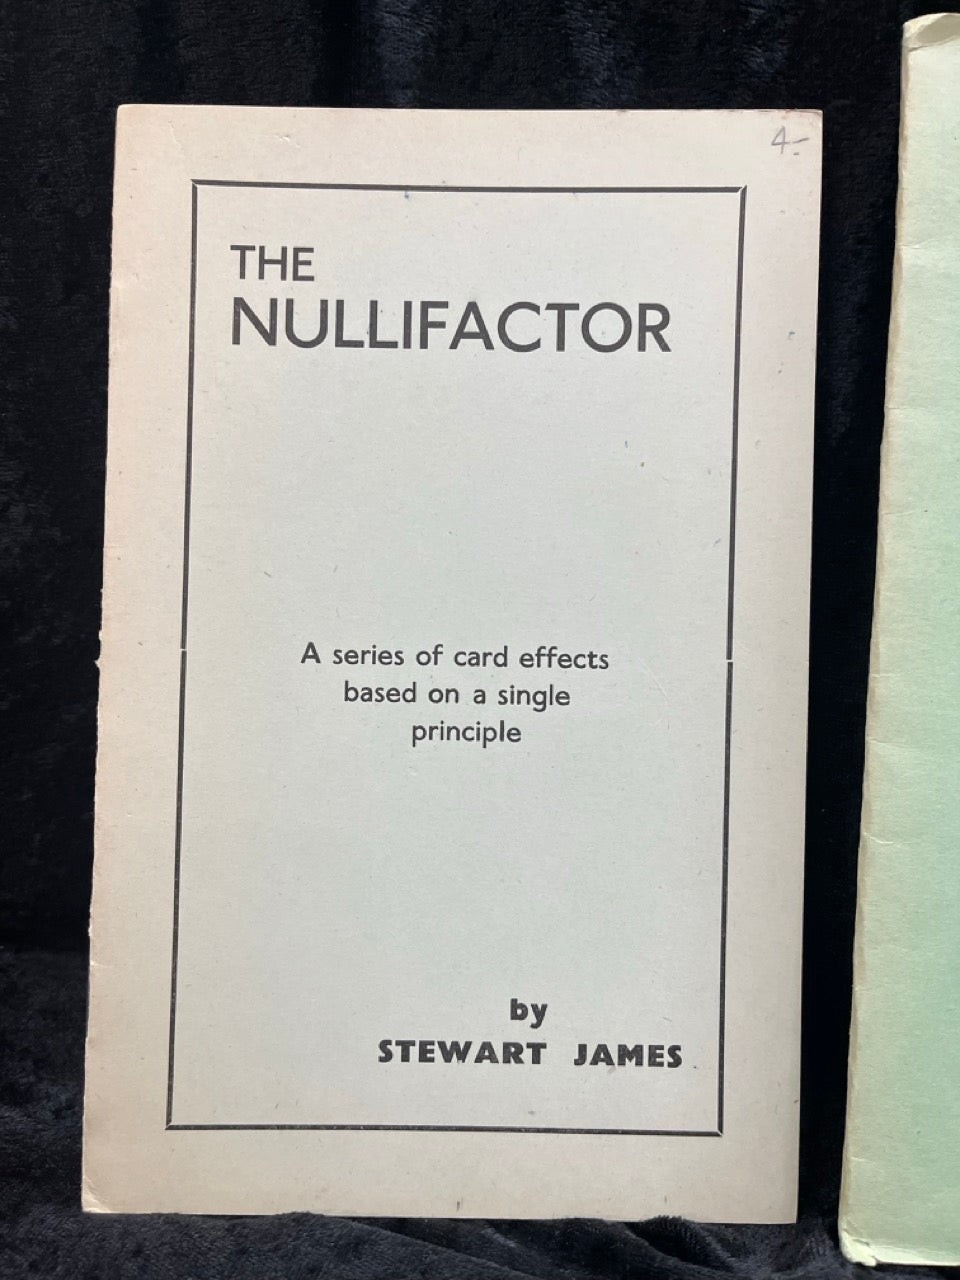 4-
THE
NULLIFACTOR
A series of card effects
based on a single
principle
by
STEWART JAMES